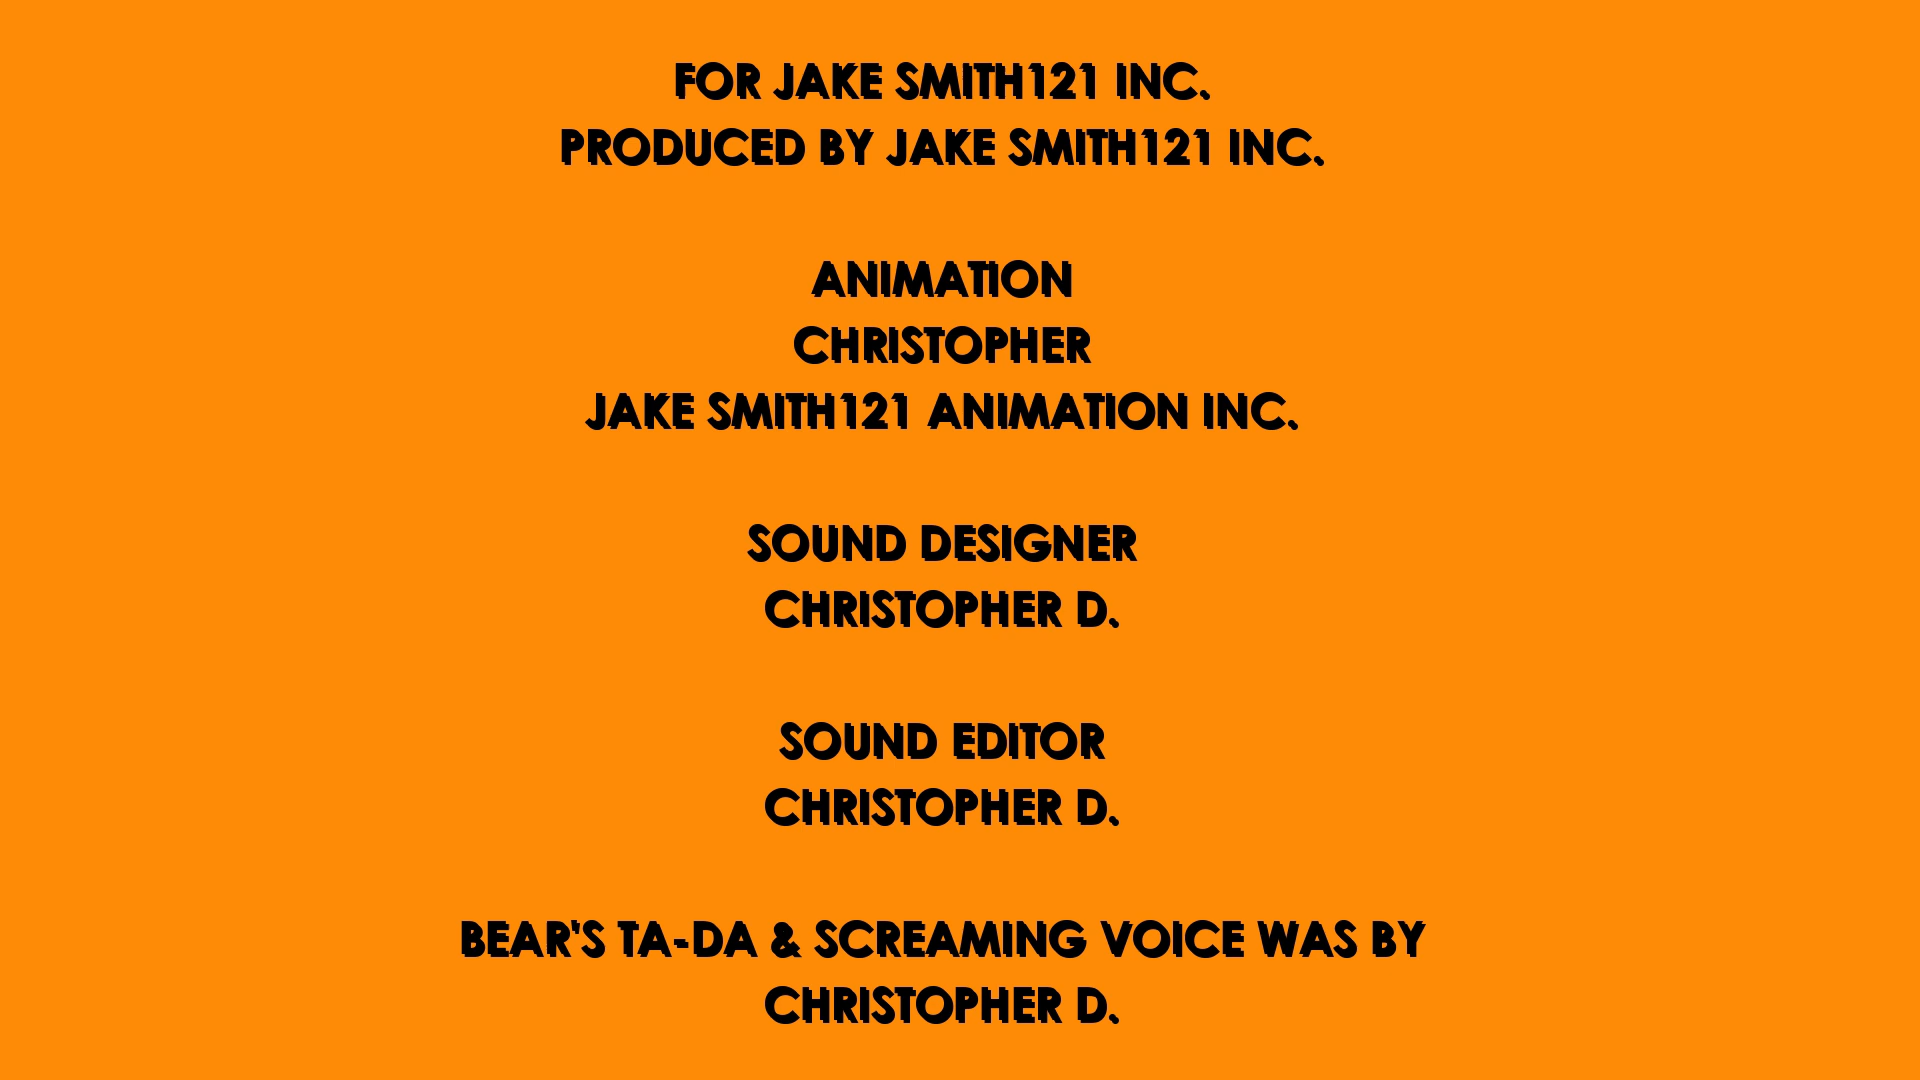 FOR JAKE SMITH121 INC.
PRODUCED BY JAKE SMITH121 INC.
ANIMATION
CHRISTOPHER
JAKE SMITH121 ANIMATION INC.
SOUND DESIGNER
CHRISTOPHER D.
SOUND EDITOR
CHRISTOPHER D.
BEAR'S TA-DA & SCREAMING VOICE WAS BY
CHRISTOPHER D.